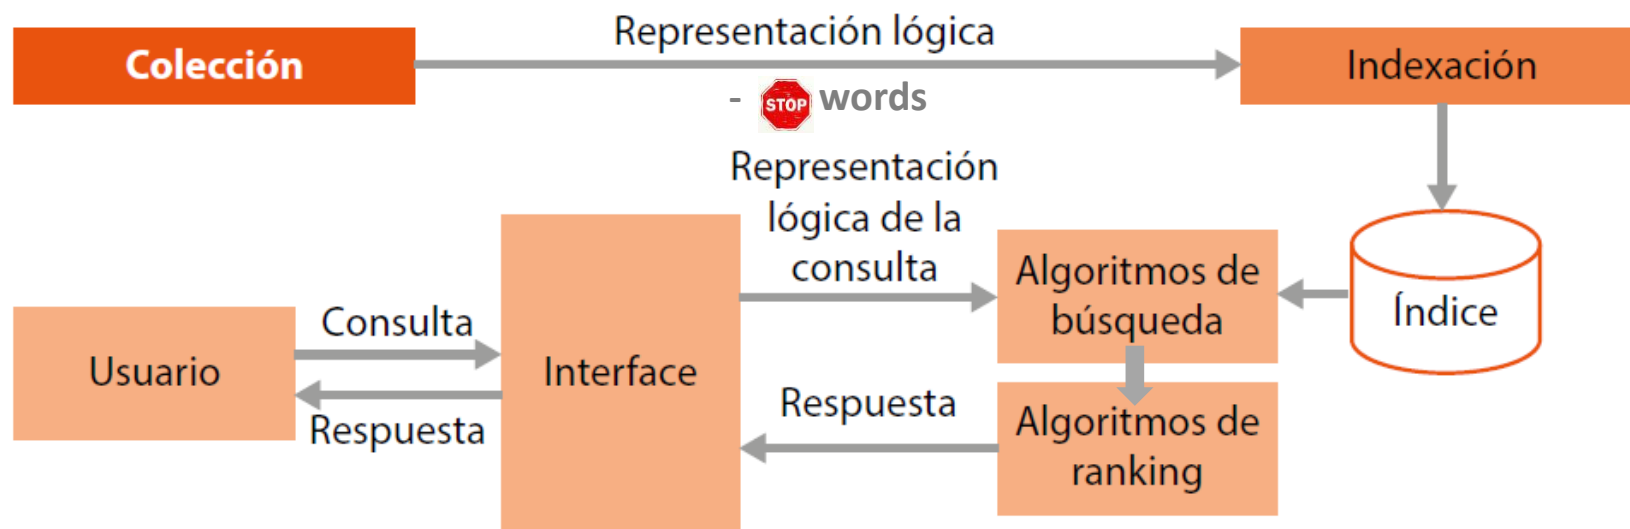 Colección
Representación lógica
- STOP words
Indexación
Representación
lógica de la
consulta
Algoritmos de
búsqueda
Índice
Usuario
Consulta
Respuesta
Interface
Respuesta
Algoritmos de
ranking